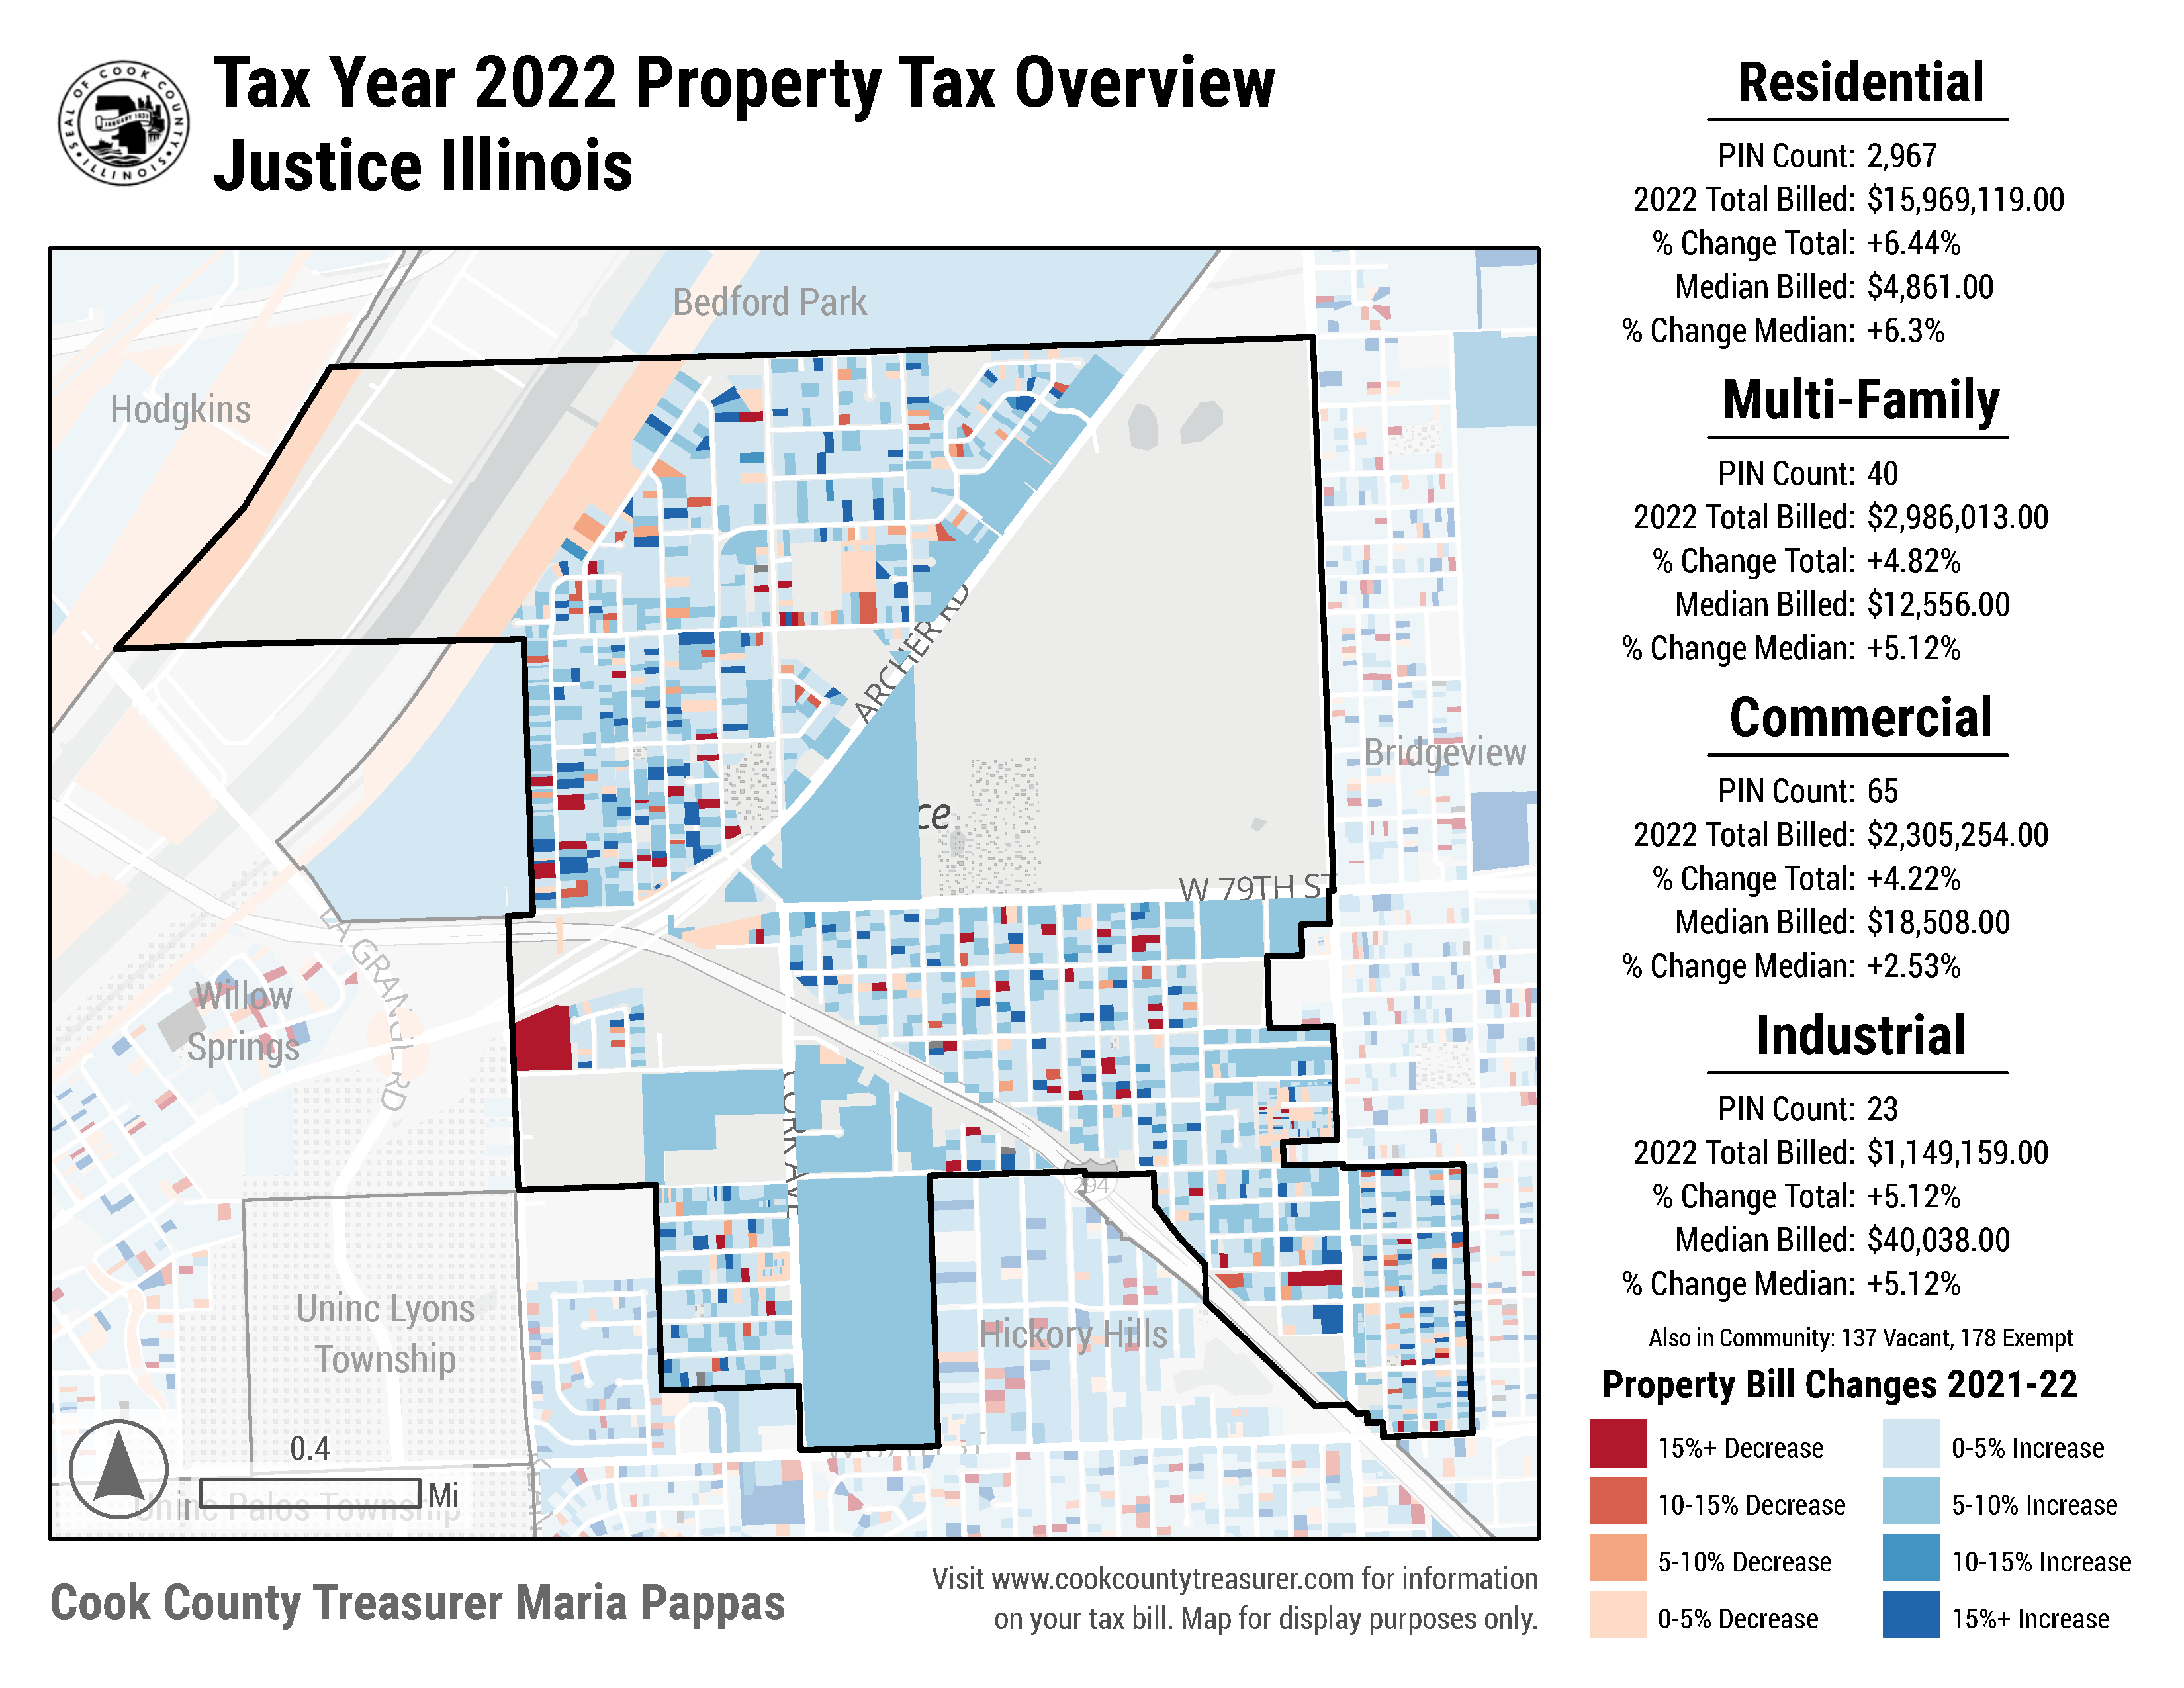 Tax Year 2022 Property Tax Overview
Justice Illinois
SEAL OF COOK COUNTY
ILLINOIS
JANUARY 1831
Bedford Park
Hodgkins
ARCHER RD
Bridgeview
ce
W 79TH ST
LA GRANGE RD
Willow
Springs
CORK AVE
294
Uninc Lyons
Township
Hickory Hills
0.4
Mi
Uninc Palos Township
Cook County Treasurer Maria Pappas
Visit www.cookcountytreasurer.com for information
on your tax bill. Map for display purposes only.
Residential
PIN Count: 2,967
2022 Total Billed: $15,969,119.00
% Change Total: +6.44%
Median Billed: $4,861.00
% Change Median: +6.3%
Multi-Family
PIN Count: 40
2022 Total Billed: $2,986,013.00
% Change Total: +4.82%
Median Billed: $12,556.00
% Change Median: +5.12%
Commercial
PIN Count: 65
2022 Total Billed: $2,305,254.00
% Change Total: +4.22%
Median Billed: $18,508.00
% Change Median: +2.53%
Industrial
PIN Count: 23
2022 Total Billed: $1,149,159.00
% Change Total: +5.12%
Median Billed: $40,038.00
% Change Median: +5.12%
Also in Community: 137 Vacant, 178 Exempt
Property Bill Changes 2021-22
15%+ Decrease
10-15% Decrease
5-10% Decrease
0-5% Decrease
0-5% Increase
5-10% Increase
10-15% Increase
15%+ Increase